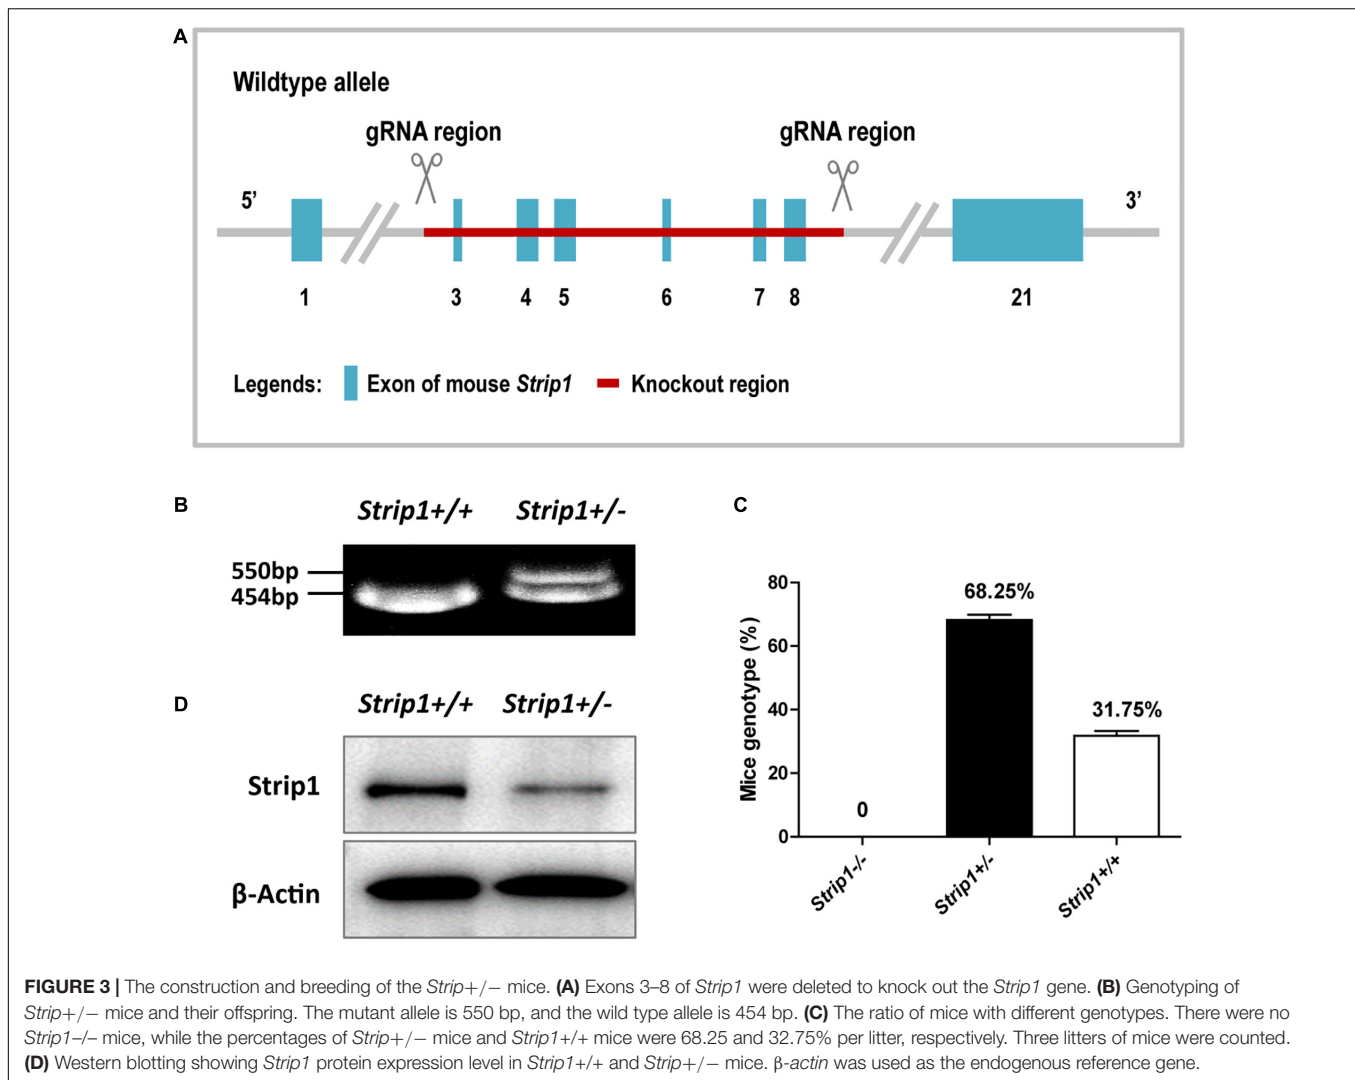 A
Wildtype allele
gRNA region
gRNA region
5’
3’
1
3
4
5
6
7
8
21
Legends:
Exon of mouse Strip1
Knockout region
B
Strip1+/+
Strip1+/-
550bp
454bp
C
Mice genotype (%)
80
60
40
20
0
0
68.25%
31.75%
Strip1-/-
Strip1+/-
Strip1+/+
D
Strip1+/+
Strip1+/-
Strip1
β-Actin
FIGURE 3 | The construction and breeding of the Strip+/− mice. (A) Exons 3–8 of Strip1 were deleted to knock out the Strip1 gene. (B) Genotyping of
Strip+/− mice and their offspring. The mutant allele is 550 bp, and the wild type allele is 454 bp. (C) The ratio of mice with different genotypes. There were no
Strip1–/– mice, while the percentages of Strip+/− mice and Strip1+/+ mice were 68.25 and 32.75% per litter, respectively. Three litters of mice were counted.
(D) Western blotting showing Strip1 protein expression level in Strip1+/+ and Strip+/− mice. β-actin was used as the endogenous reference gene.